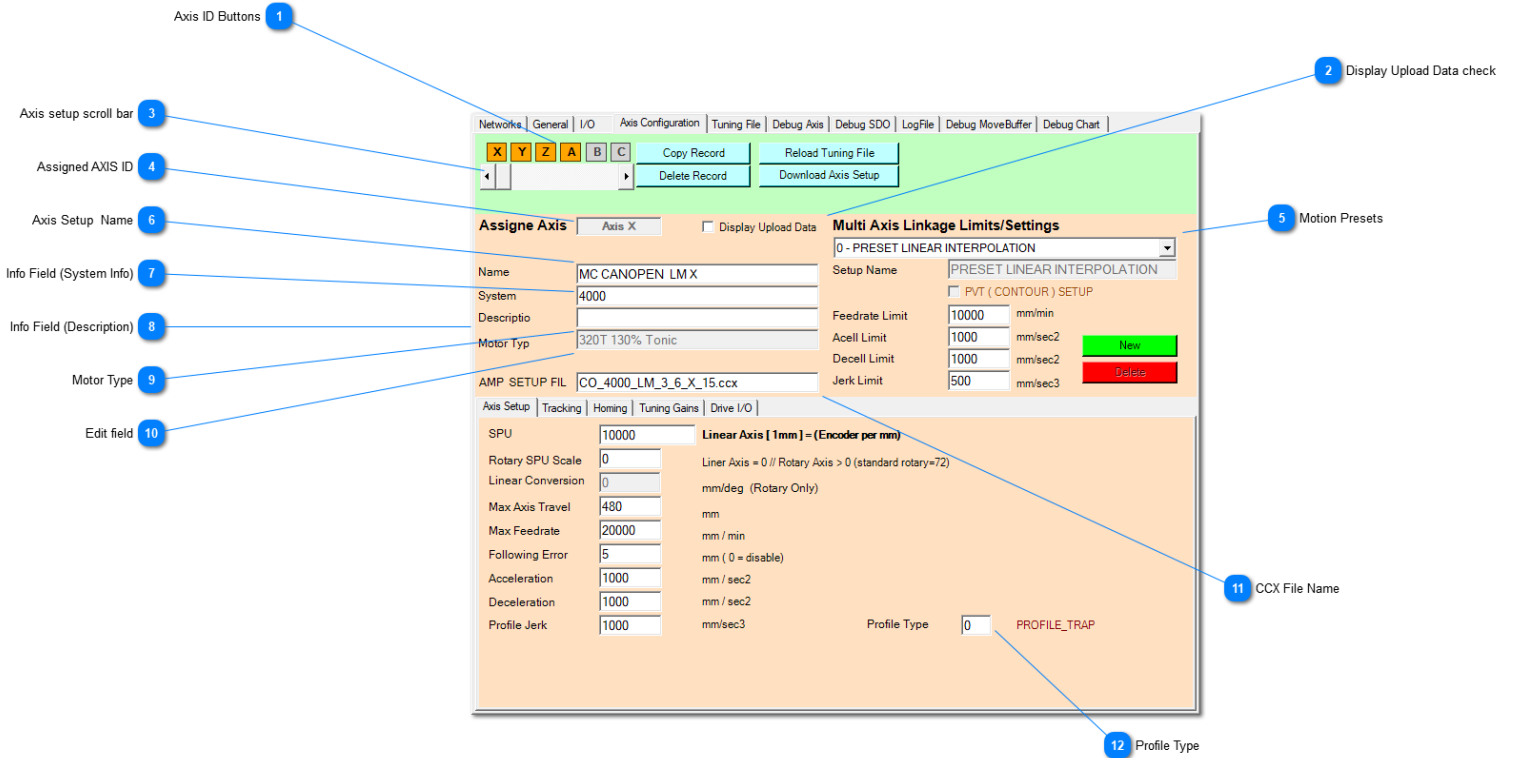 Axis ID Buttons 1
2 Display Upload Data check
Axis setup scroll bar 3
Networks General I/O Axis Configuration Tuning File Debug Axis Debug SDO LogFile Debug MoveBuffer Debug Chart
X Y Z A B C Copy Record Reload Tuning File
Assigned AXIS ID 4
Delete Record Download Axis Setup
Axis Setup Name 6
5 Motion Presets
Assigne Axis Axis X Display Upload Data Multi Axis Linkage Limits/Settings
0 - PRESET LINEAR INTERPOLATION
Info Field (System Info) 7
Name MC CANOPEN LM X Setup Name PRESET LINEAR INTERPOLATION
System 4000 PVT ( CONTOUR ) SETUP
Info Field (Description) 8
Descriptio Feedrate Limit 10000 mm/min
Motor Typ 320T 130% Tonic Acell Limit 1000 mm/sec2 New
Decell Limit 1000 mm/sec2
Motor Type 9
AMP SETUP FIL CO_4000_LM_3_6_X_15.ccx Jerk Limit 500 mm/sec3 Delete
Axis Setup Tracking Homing Tuning Gains Drive I/O
Edit field 10
SPU 10000 Linear Axis [ 1mm ] = (Encoder per mm)
Rotary SPU Scale 0 Liner Axis = 0 // Rotary Axis > 0 (standard rotary=72)
Linear Conversion 0 mm/deg (Rotary Only)
Max Axis Travel 480 mm
Max Feedrate 20000 mm / min
Following Error 5 mm ( 0 = disable)
Acceleration 1000 mm / sec2
11 CCX File Name
Deceleration 1000 mm / sec2
Profile Jerk 1000 mm/sec3 Profile Type 0 PROFILE_TRAP
12 Profile Type